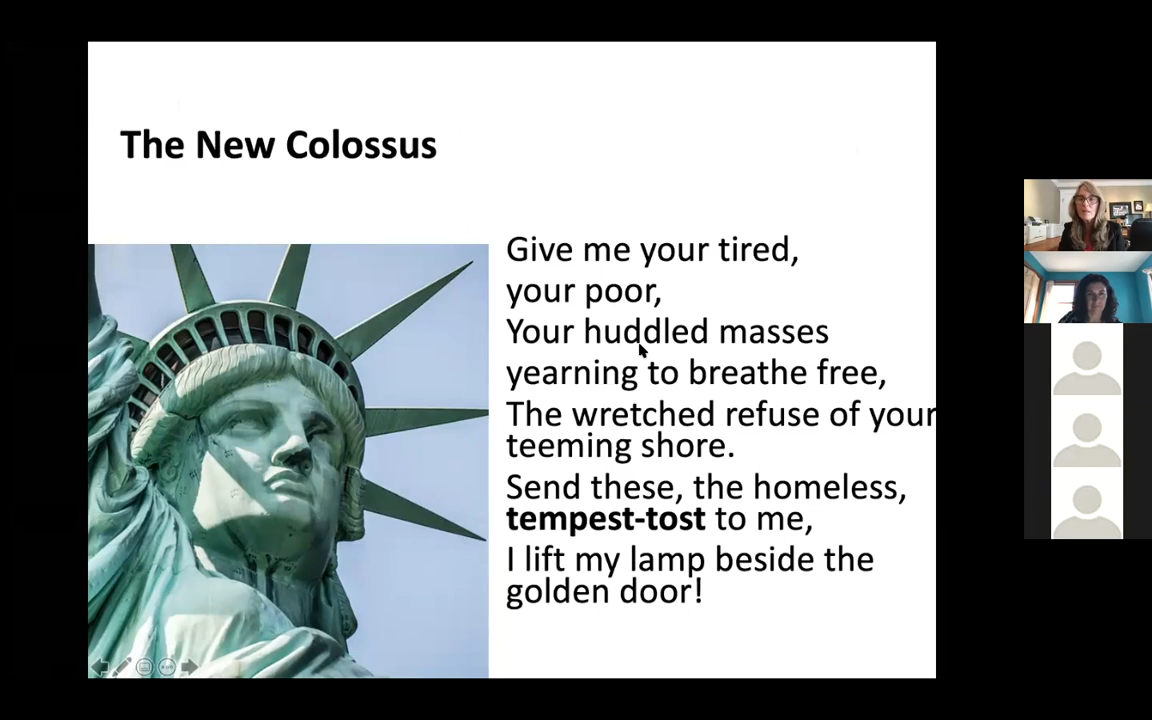 The New Colossus
Give me your tired,
your poor,
Your huddled masses
yearning to breathe free,
The wretched refuse of your
teeming shore.
Send these, the homeless,
tempest-tost to me,
I lift my lamp beside the
golden door!